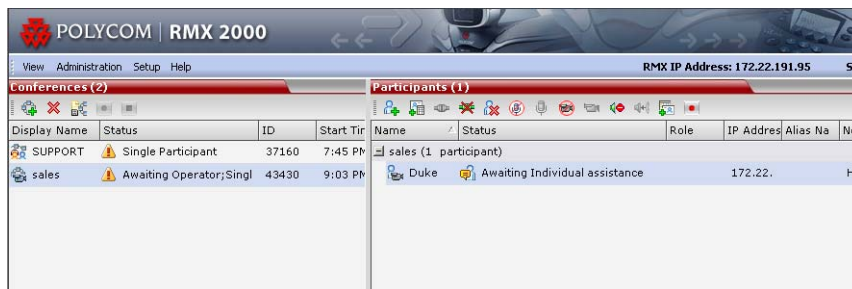 POLYCOM | RMX 2000
View Administration Setup Help RMX IP Address: 172.22.191.95 S
Conferences (2) Participants (1)
Display Name Status ID Start Tir Name Status Role IP Addres Alias Na N
SUPPORT Single Participant 37160 7:45 PM sales (1 participant)
sales Awaiting Operator;Singl 43430 9:03 PM Duke Awaiting Individual assistance 172.22. H